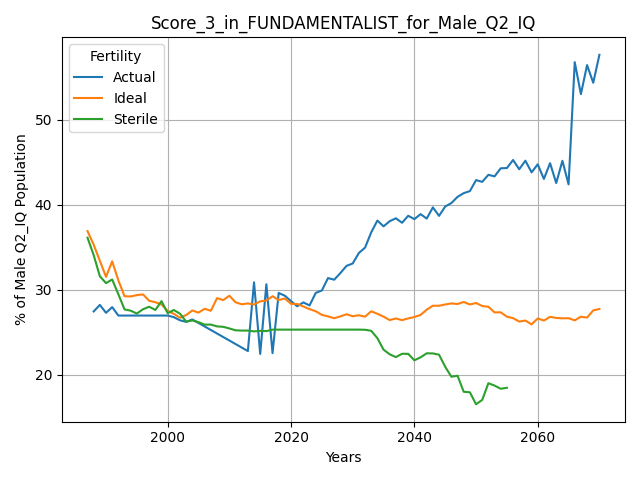 Score_3_in_FUNDAMENTALIST_for_Male_Q2_IQ
Fertility
Actual
Ideal
Sterile
% of Male Q2_IQ Population
50
40
30
20
2000
2020
2040
2060
Years